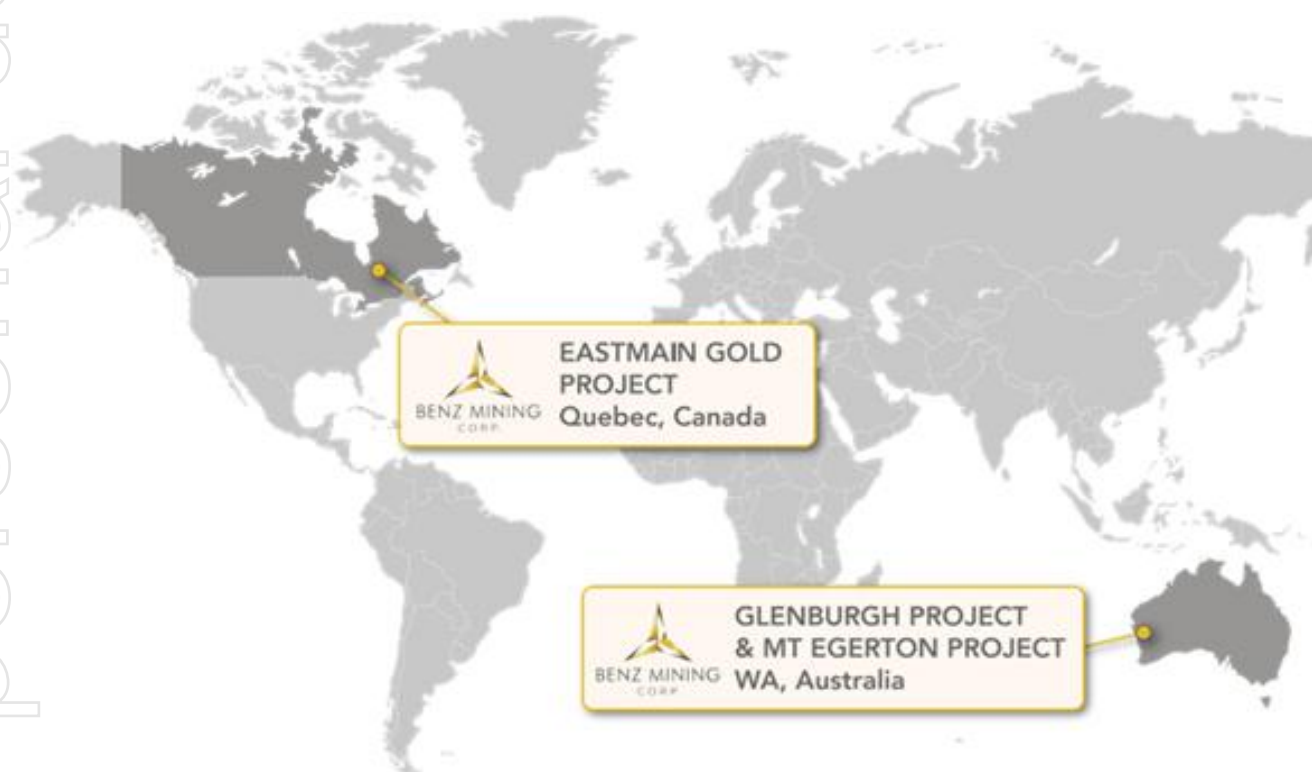 EASTMAIN GOLD
PROJECT
Quebec, Canada
BENZ MINING
CORP.
GLENBURGH PROJECT
& MT EGERTON PROJECT
WA, Australia
BENZ MINING
CORP